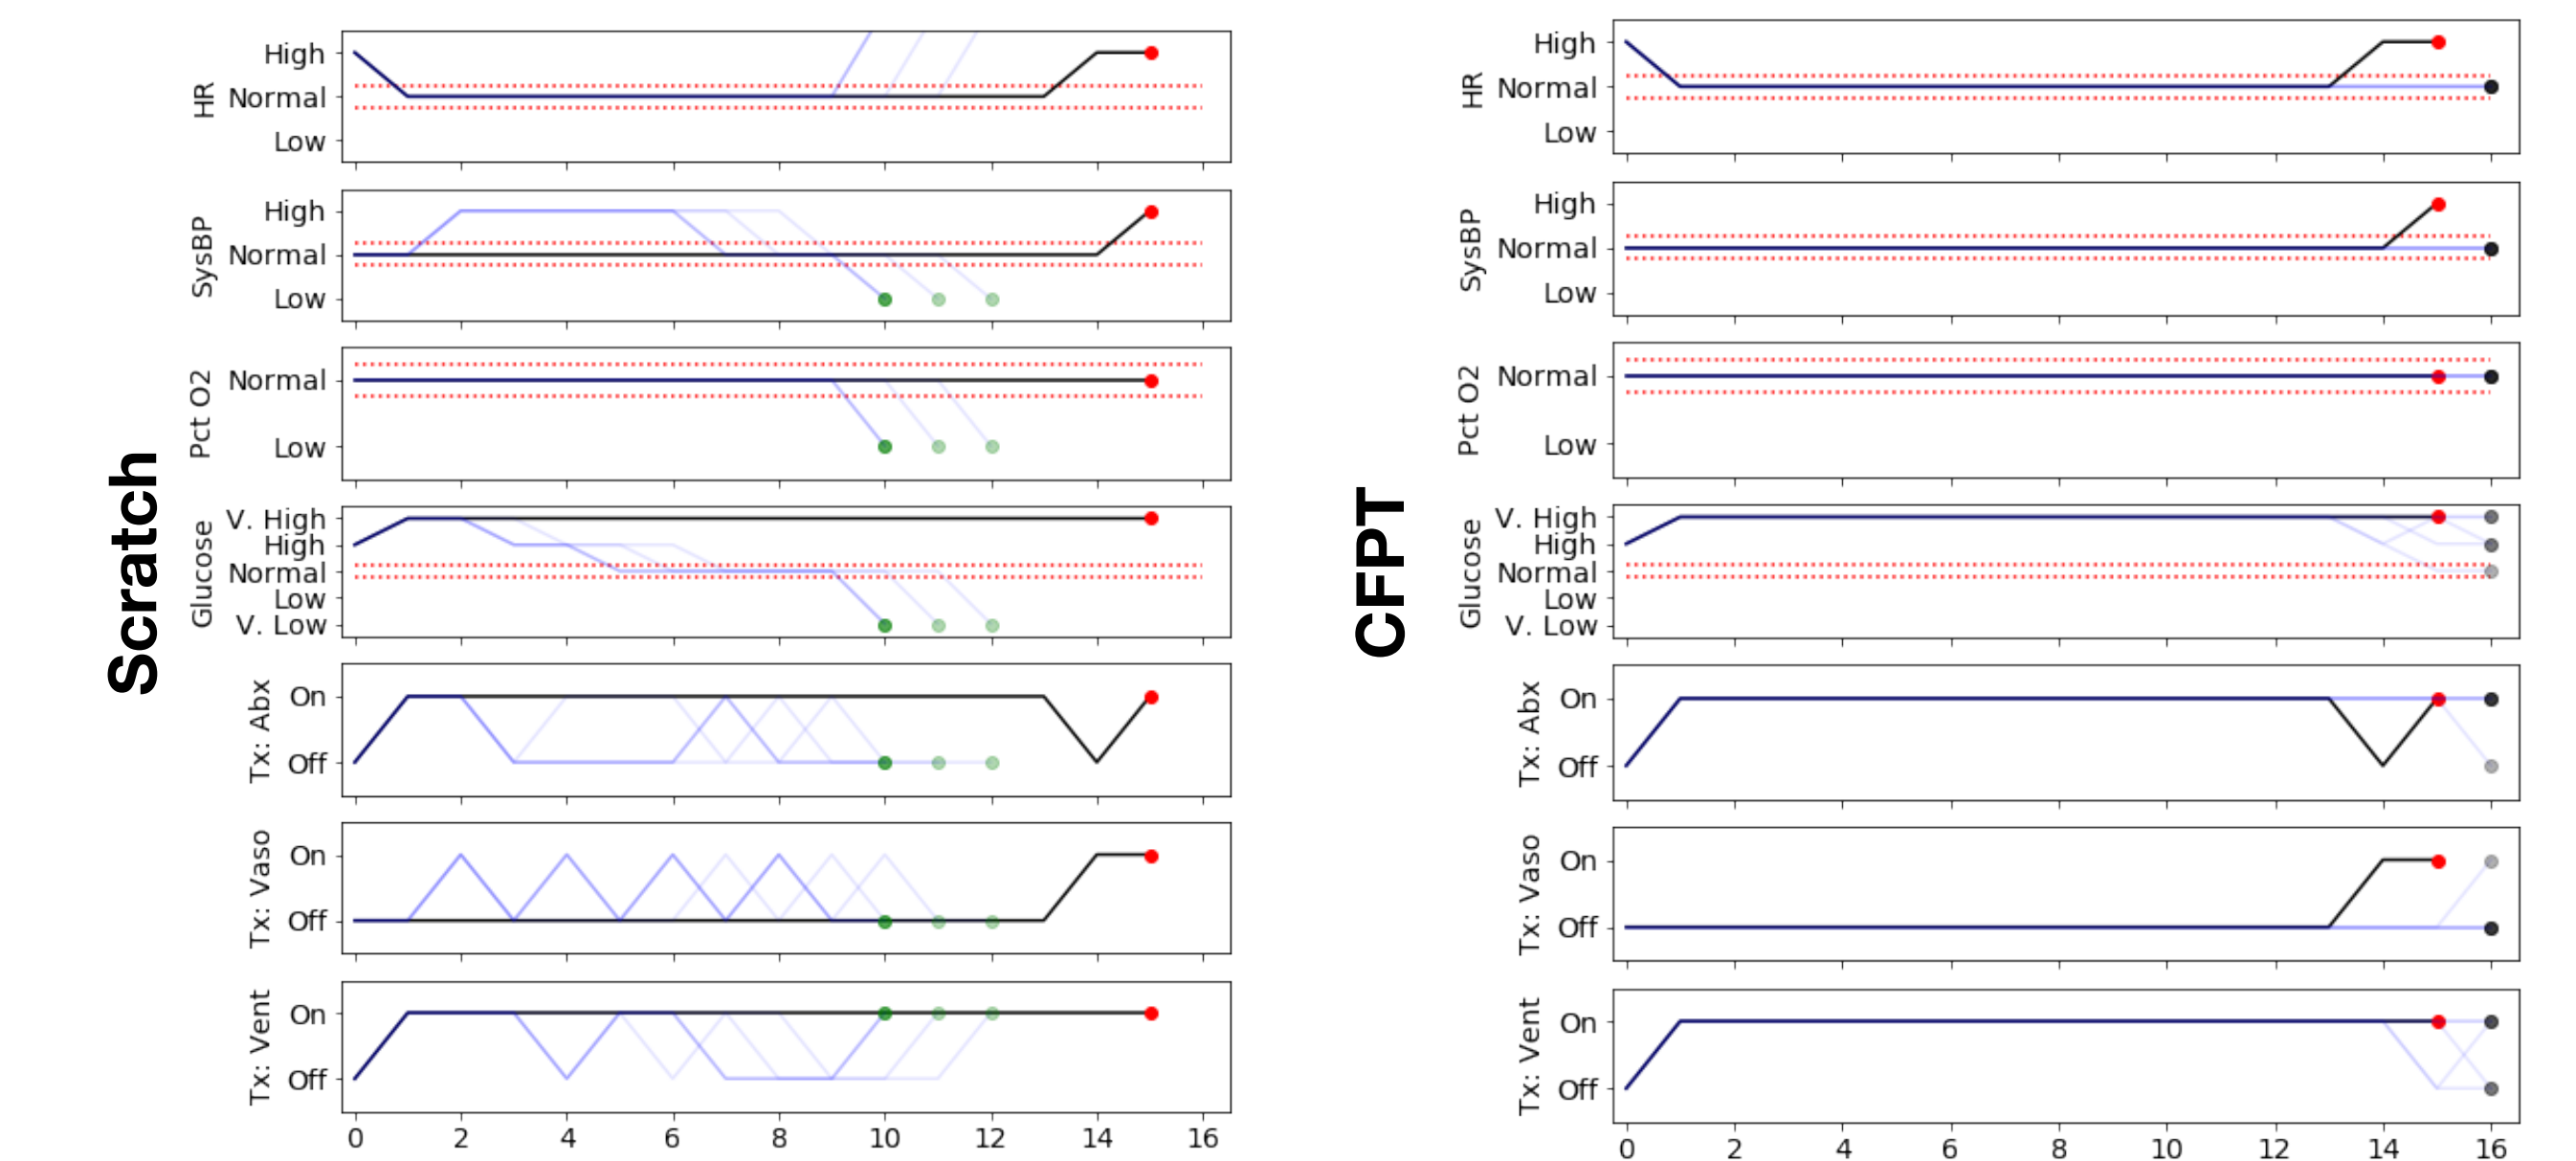 Scratch
HR
High
Normal
Low
SysBP
High
Normal
Low
Pct O2
Normal
Low
Glucose
V. High
High
Normal
Low
V. Low
Tx: Abx
On
Off
Tx: Vaso
On
Off
Tx: Vent
On
Off
0 2 4 6 8 10 12 14 16
CFPT
HR
High
Normal
Low
SysBP
High
Normal
Low
Pct O2
Normal
Low
Glucose
V. High
High
Normal
Low
V. Low
Tx: Abx
On
Off
Tx: Vaso
On
Off
Tx: Vent
On
Off
0 2 4 6 8 10 12 14 16